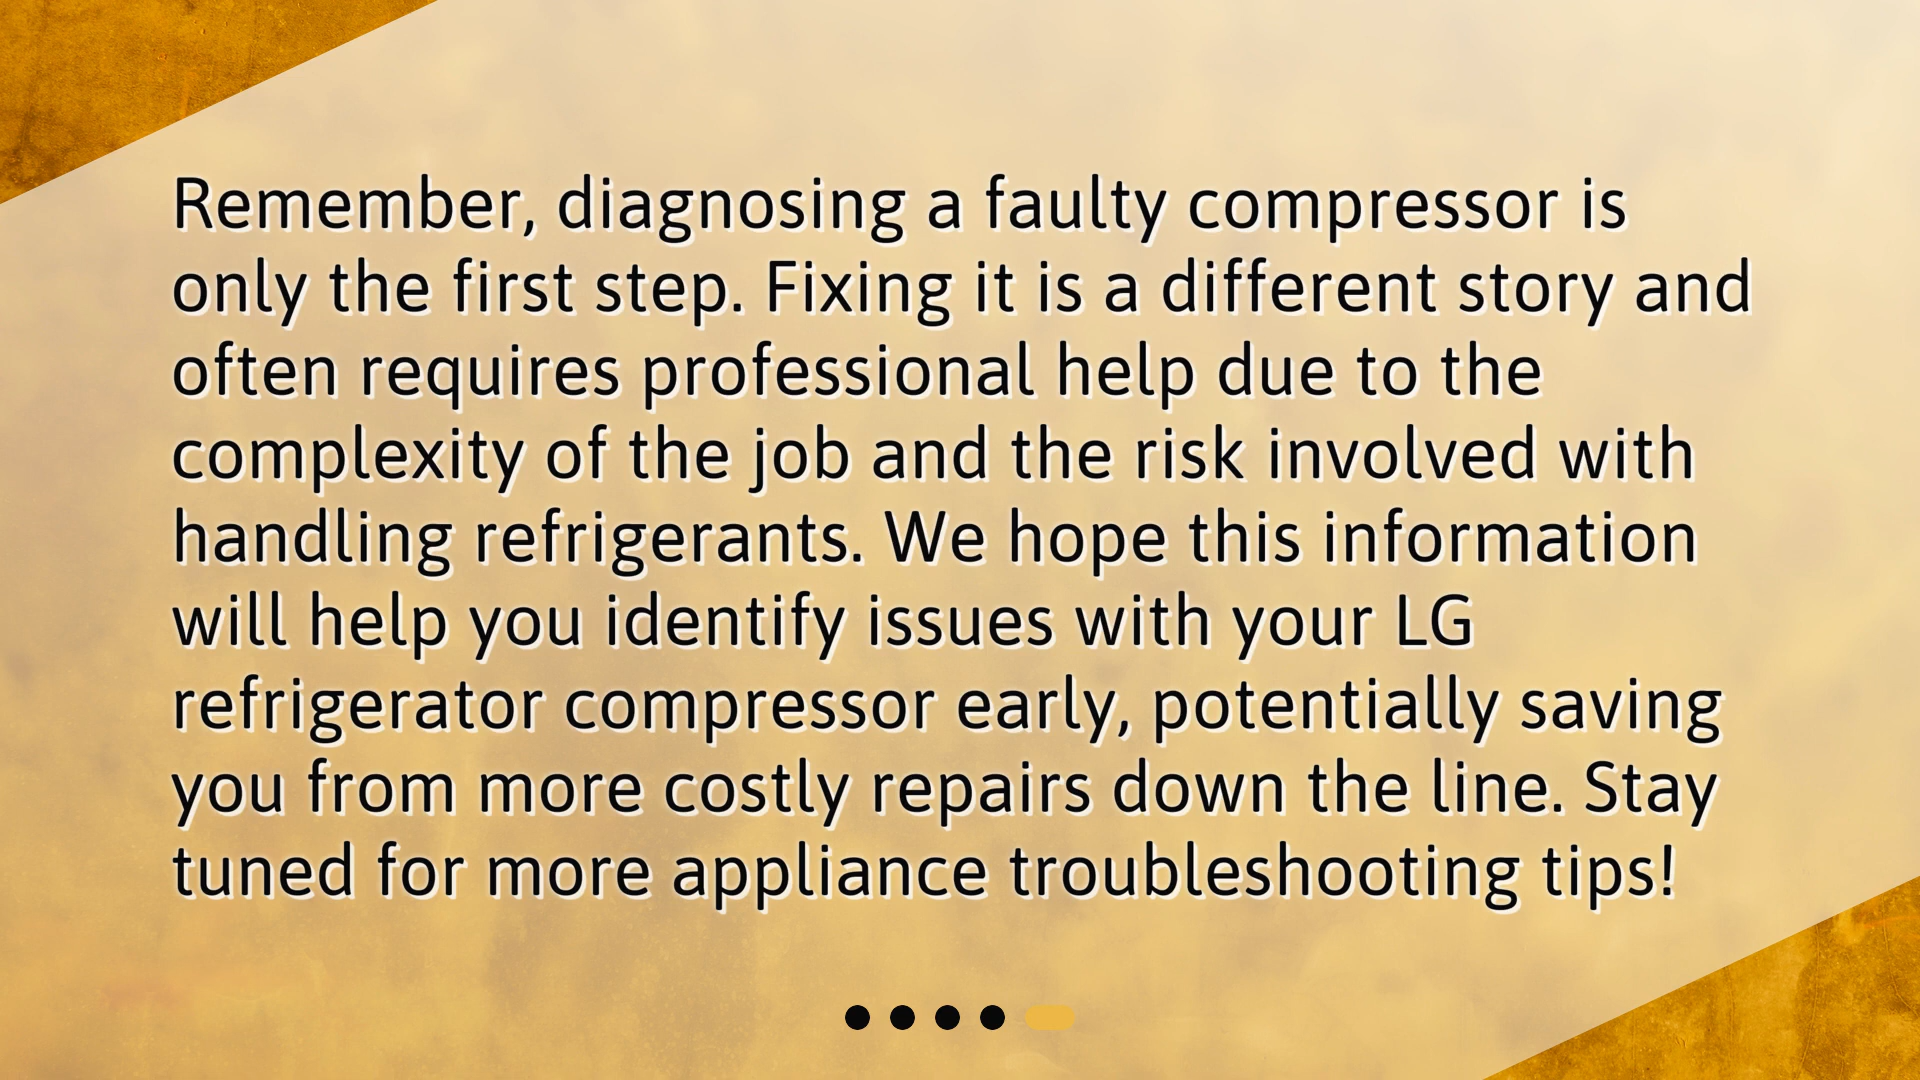 Remember, diagnosing a faulty compressor is
only the first step. Fixing it is a different story and
often requires professional help due to the
complexity of the job and the risk involved with
handling refrigerants. We hope this information
will help you identify issues with your LG
refrigerator compressor early, potentially saving
you from more costly repairs down the line. Stay
tuned for more appliance troubleshooting tips!